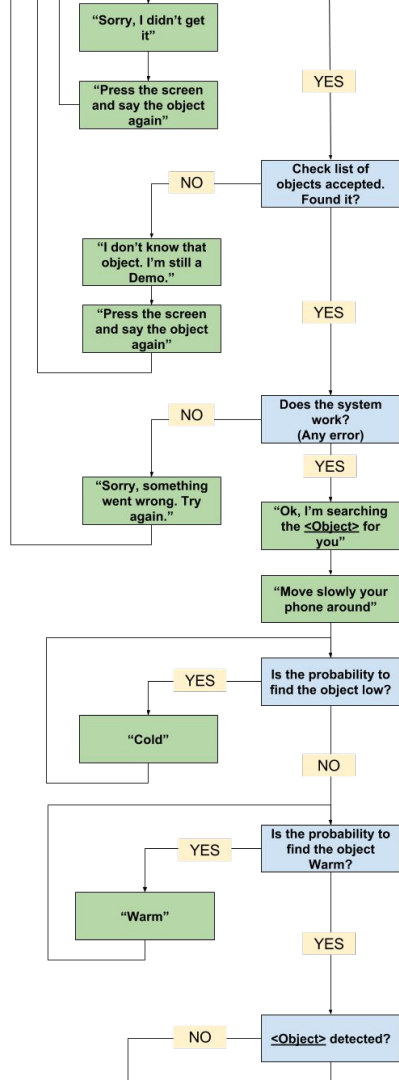 “Sorry, I didn’t get
it”
“Press the screen
and say the object
again”
YES
Check list of
objects accepted.
Found it?
NO
“I don’t know that
object. I’m still a
Demo.”
“Press the screen
and say the object
again”
YES
Does the system
work?
(Any error)
NO
YES
“Sorry, something
went wrong. Try
again.”
“Ok, I’m searching
the <Object> for
you”
“Move slowly your
phone around”
Is the probability to
find the object low?
YES
“Cold”
NO
Is the probability to
find the object
Warm?
YES
“Warm”
YES
<Object> detected?
NO